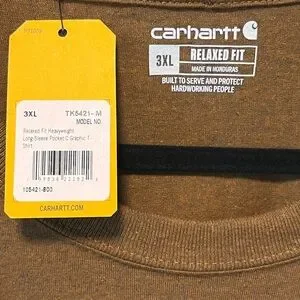 carhartt
3XL RELAXED FIT
MADE IN HONDURAS
BUILT TO SERVE AND PROTECT
HARDWORKING PEOPLE
3XL TK5421-M
MODEL NO.
Relaxed Fit Heavyweight
Long-Sleeve Pocket C Graphic T-
Shirt
105421-B00
CARHARTT.COM